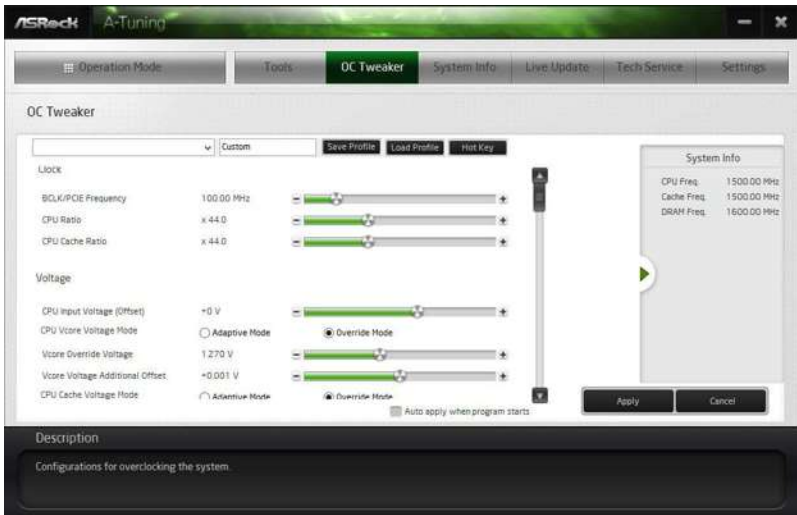 ASRock A-Tuning
Operation Mode Tools OC Tweaker System Info Live Update Tech Service Settings
OC Tweaker
Custom Save Profile Load Profile Hot Key
Clock
BCLK/PCIE Frequency 100.00 MHz
CPU Ratio x 44.0
CPU Cache Ratio x 44.0
Voltage
CPU Input Voltage (Offset) +0 V
CPU Vcore Voltage Mode Adaptive Mode Override Mode
Vcore Override Voltage 1.270 V
Vcore Voltage Additional Offset +0.001 V
CPU Cache Voltage Mode Adaptive Mode Override Mode
Auto apply when program starts
System Info
CPU Freq. 1500.00 MHz
Cache Freq. 1500.00 MHz
DRAM Freq. 1600.00 MHz
Apply Cancel
Description
Configurations for overclocking the system.